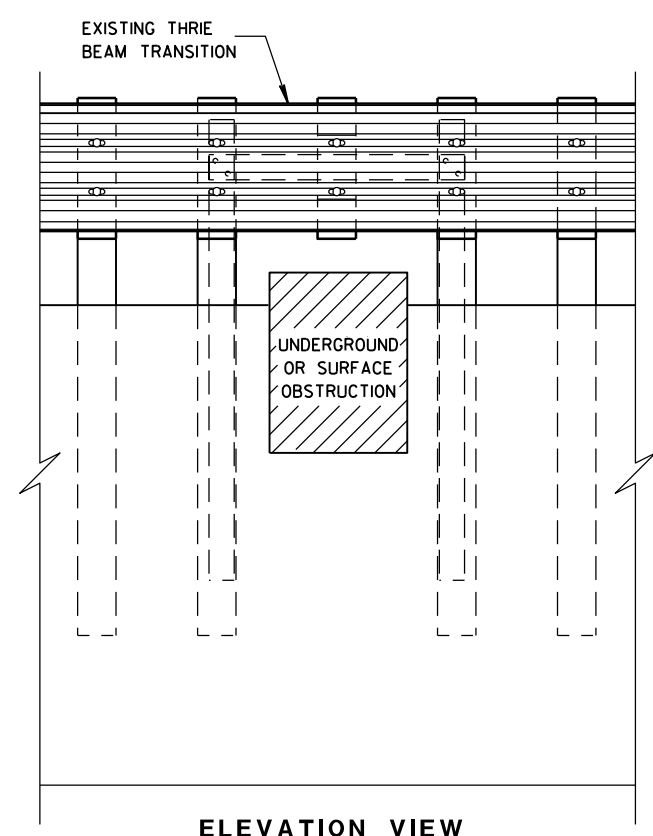 EXISTING THRIE
BEAM TRANSITION
UNDERGROUND
OR SURFACE
OBSTRUCTION
ELEVATION VIEW